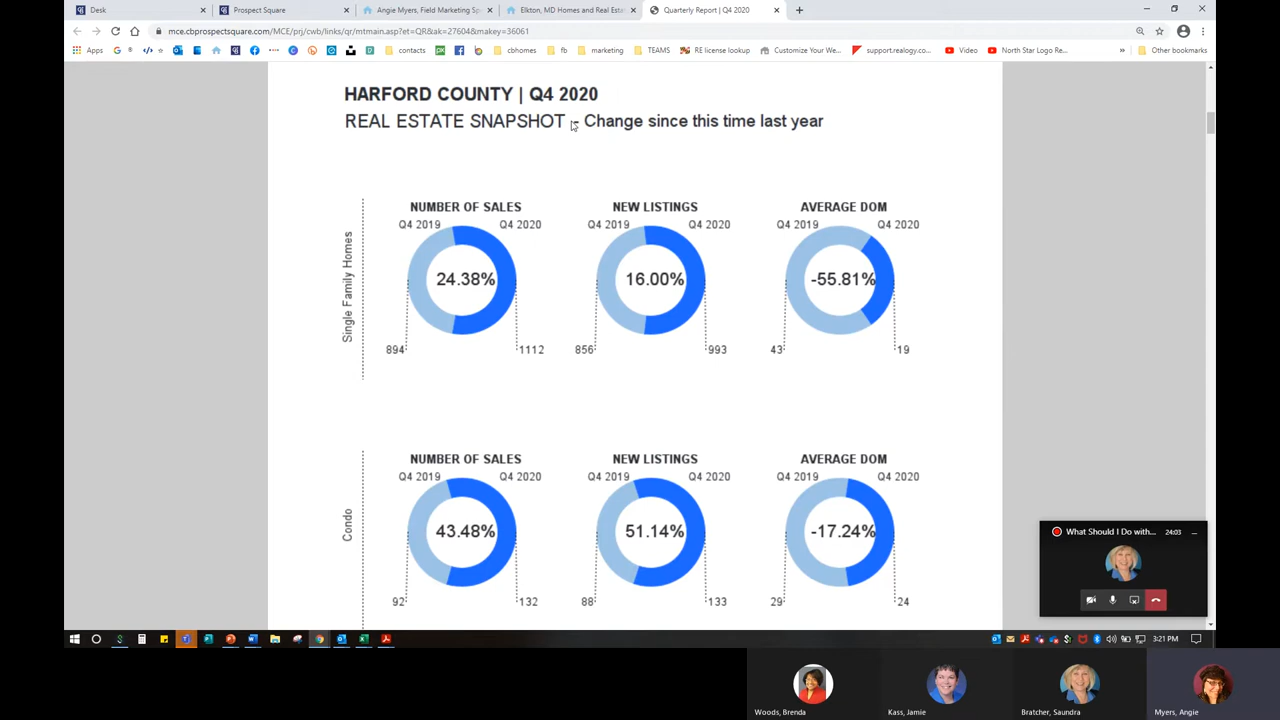 Desk
Prospect Square
Angie Myers, Field Marketing Sp
Elkton, MD Homes and Real Esta
Quarterly Report | Q4 2020
mce.cbprospectsquare.com/MCE/prj/cwb/links/qr/mtmain.asp?et=QR&ak=27604&makey=36061
Apps
contacts
cbhomes
fb
marketing
TEAMS
RE license lookup
Customize Your We...
support.realogy.co...
Video
North Star Logo Re...
Other bookmarks
HARFORD COUNTY | Q4 2020
REAL ESTATE SNAPSHOT - Change since this time last year
Single Family Homes
NUMBER OF SALES
Q4 2019 Q4 2020
24.38%
894 1112
NEW LISTINGS
Q4 2019 Q4 2020
16.00%
856 993
AVERAGE DOM
Q4 2019 Q4 2020
-55.81%
43 19
Condo
NUMBER OF SALES
Q4 2019 Q4 2020
43.48%
92 132
NEW LISTINGS
Q4 2019 Q4 2020
51.14%
88 133
AVERAGE DOM
Q4 2019 Q4 2020
-17.24%
29 24
What Should I Do with... 24:03
3:21 PM
Woods, Brenda
Kass, Jamie
Bratcher, Saundra
Myers, Angie